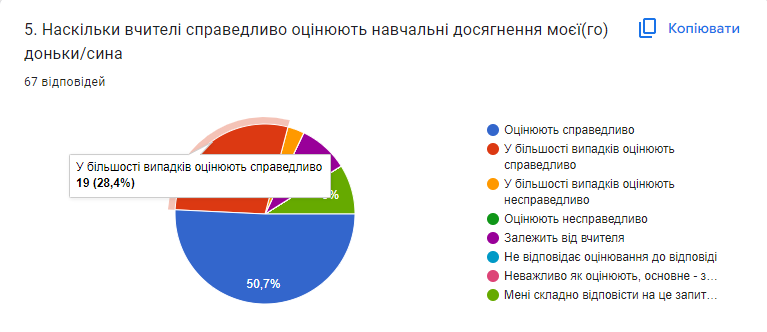 5. Наскільки вчителі справедливо оцінюють навчальні досягнення моєї(го)
доньки/сина
Копіювати
67 відповідей
У більшості випадків оцінюють справедливо
19 (28,4%)
50,7%
Оцінюють справедливо
У більшості випадків оцінюють
справедливо
У більшості випадків оцінюють
несправедливо
Оцінюють несправедливо
Залежить від вчителя
Не відповідає оцінювання до відповіді
Неважливо як оцінюють, основне - з…
Мені складно відповісти на це запит…